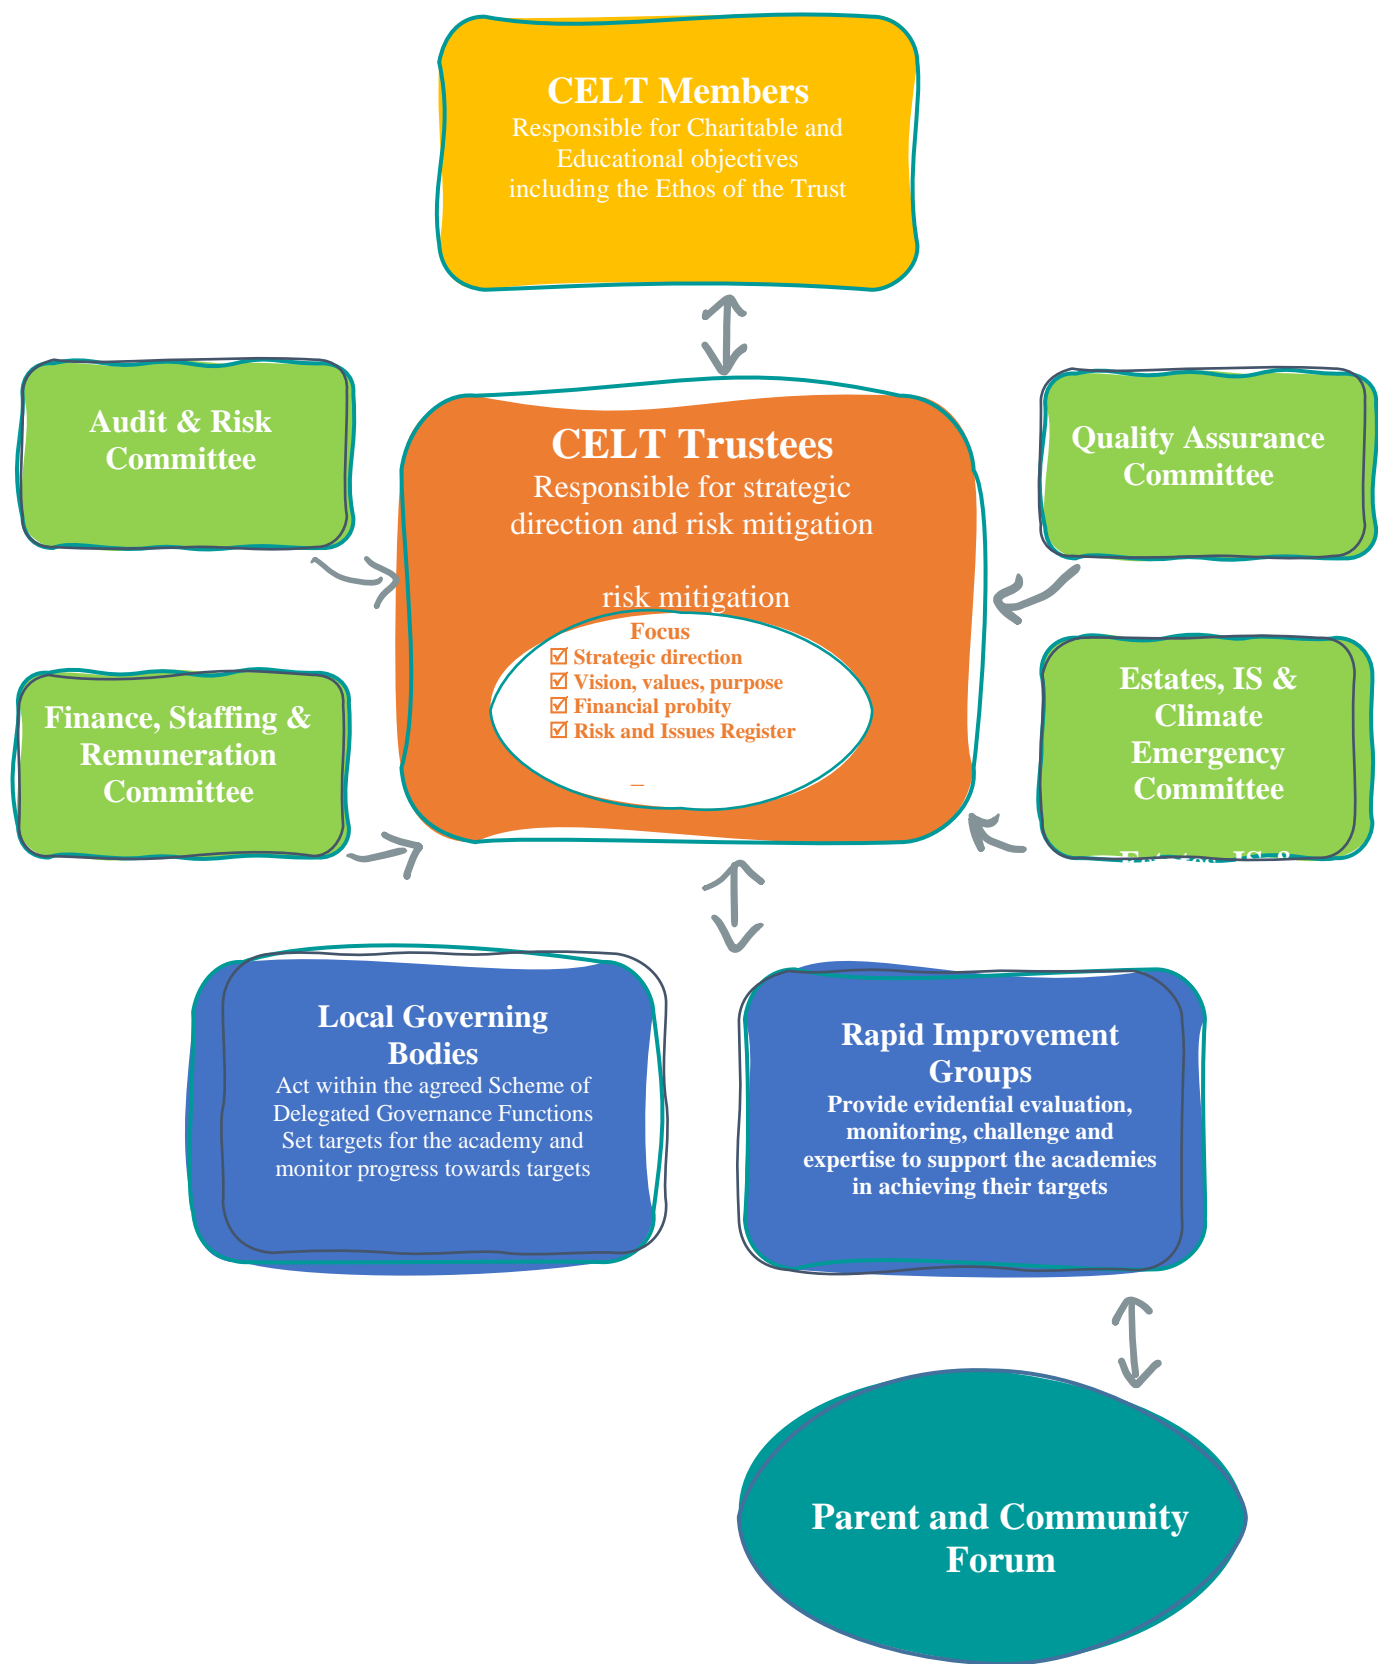 CELT Members
Responsible for Charitable and
Educational objectives
including the Ethos of the Trust
Audit & Risk
Committee
CELT Trustees
Responsible for strategic
direction and risk mitigation
risk mitigation
Focus
☑ Strategic direction
☑ Vision, values, purpose
☑ Financial probity
☑ Risk and Issues Register
_
Quality Assurance
Committee
Finance, Staffing &
Remuneration
Committee
Estates, IS &
Climate
Emergency
Committee
Estates, IS &
Local Governing
Bodies
Act within the agreed Scheme of
Delegated Governance Functions
Set targets for the academy and
monitor progress towards targets
Rapid Improvement
Groups
Provide evidential evaluation,
monitoring, challenge and
expertise to support the academies
in achieving their targets
Parent and Community
Forum